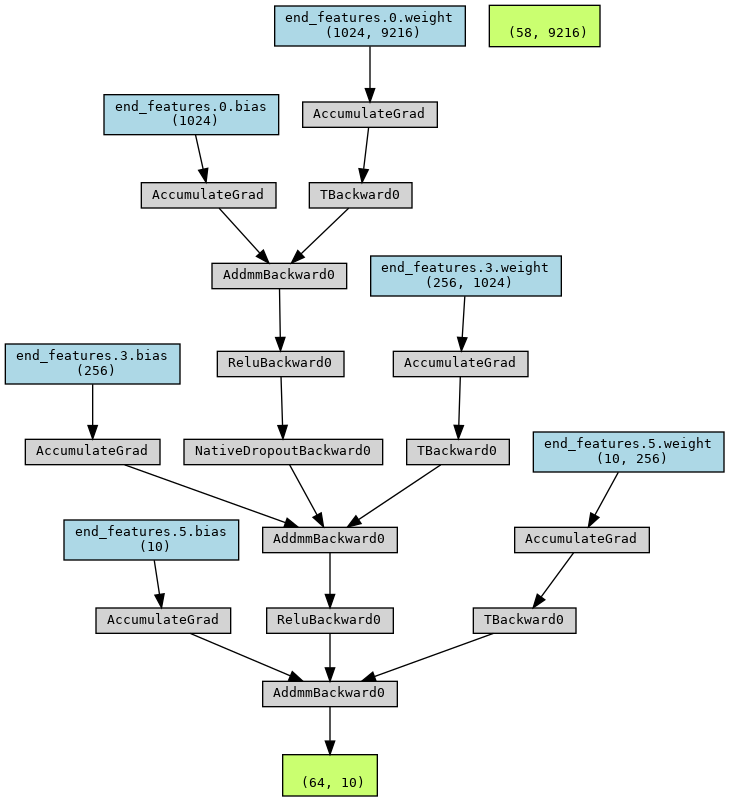 end_features.0.weight
(1024, 9216)
(58, 9216)
end_features.0.bias
(1024)
AccumulateGrad
AccumulateGrad
TBackward0
AddmmBackward0
end_features.3.weight
(256, 1024)
end_features.3.bias
(256)
ReluBackward0
AccumulateGrad
AccumulateGrad
NativeDropoutBackward0
TBackward0
end_features.5.weight
(10, 256)
end_features.5.bias
(10)
AddmmBackward0
AccumulateGrad
AccumulateGrad
ReluBackward0
TBackward0
AddmmBackward0
(64, 10)